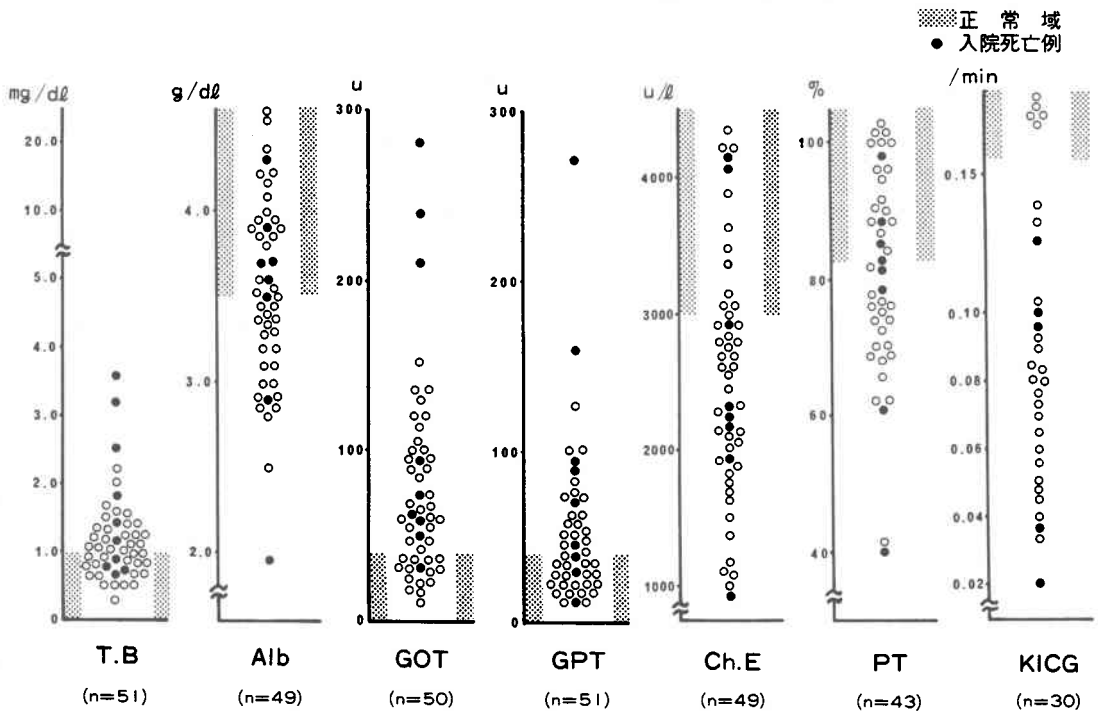 正常域
● 入院死亡例
mg/dℓ
20.0
10.0
5.0
4.0
3.0
2.0
1.0
0
T.B
(n=51)
g/dℓ
4.0
3.0
2.0
Alb
(n=49)
u
300
200
100
0
GOT
(n=50)
u
300
200
100
0
GPT
(n=51)
u/ℓ
4000
3000
2000
1000
Ch.E
(n=49)
%
100
80
60
40
PT
(n=43)
/min
0.15
0.10
0.08
0.06
0.04
0.02
KICG
(n=30)